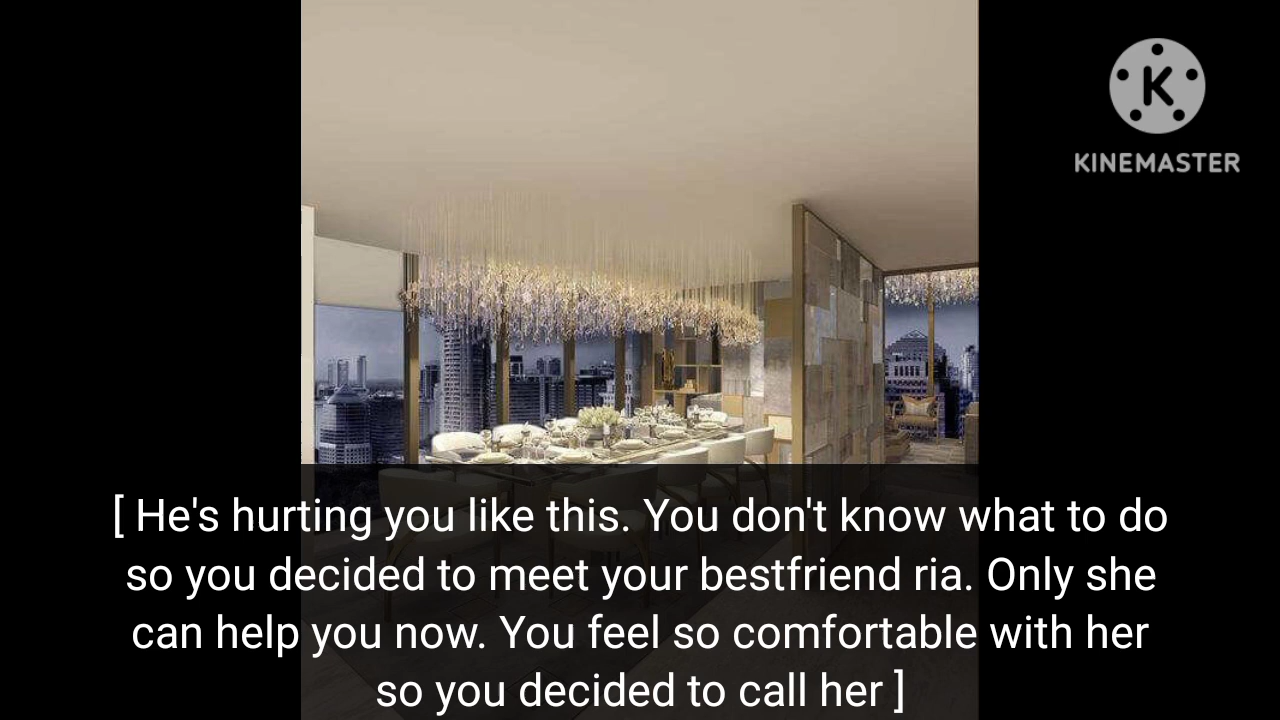 KINEMASTER
[ He's hurting you like this. You don't know what to do
so you decided to meet your bestfriend ria. Only she
can help you now. You feel so comfortable with her
so you decided to call her ]